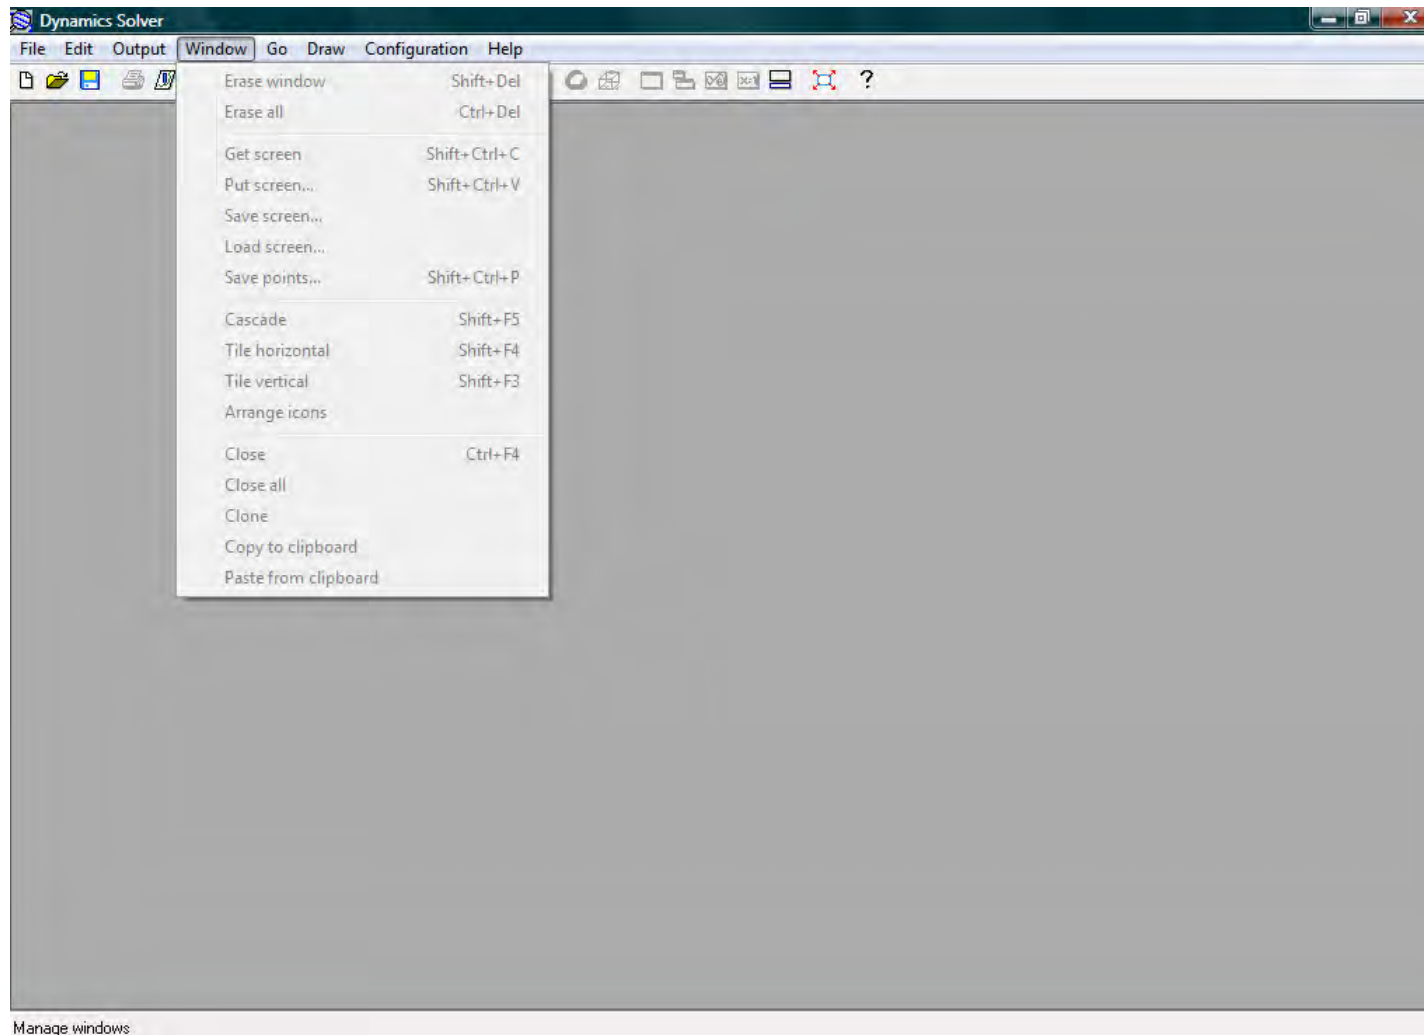 Dynamics Solver
File Edit Output Window Go Draw Configuration Help
?
Erase window Shift+Del
Erase all Ctrl+Del
Get screen Shift+Ctrl+C
Put screen... Shift+Ctrl+V
Save screen...
Load screen...
Save points... Shift+Ctrl+P
Cascade Shift+F5
Tile horizontal Shift+F4
Tile vertical Shift+F3
Arrange icons
Close Ctrl+F4
Close all
Clone
Copy to clipboard
Paste from clipboard
Manage windows